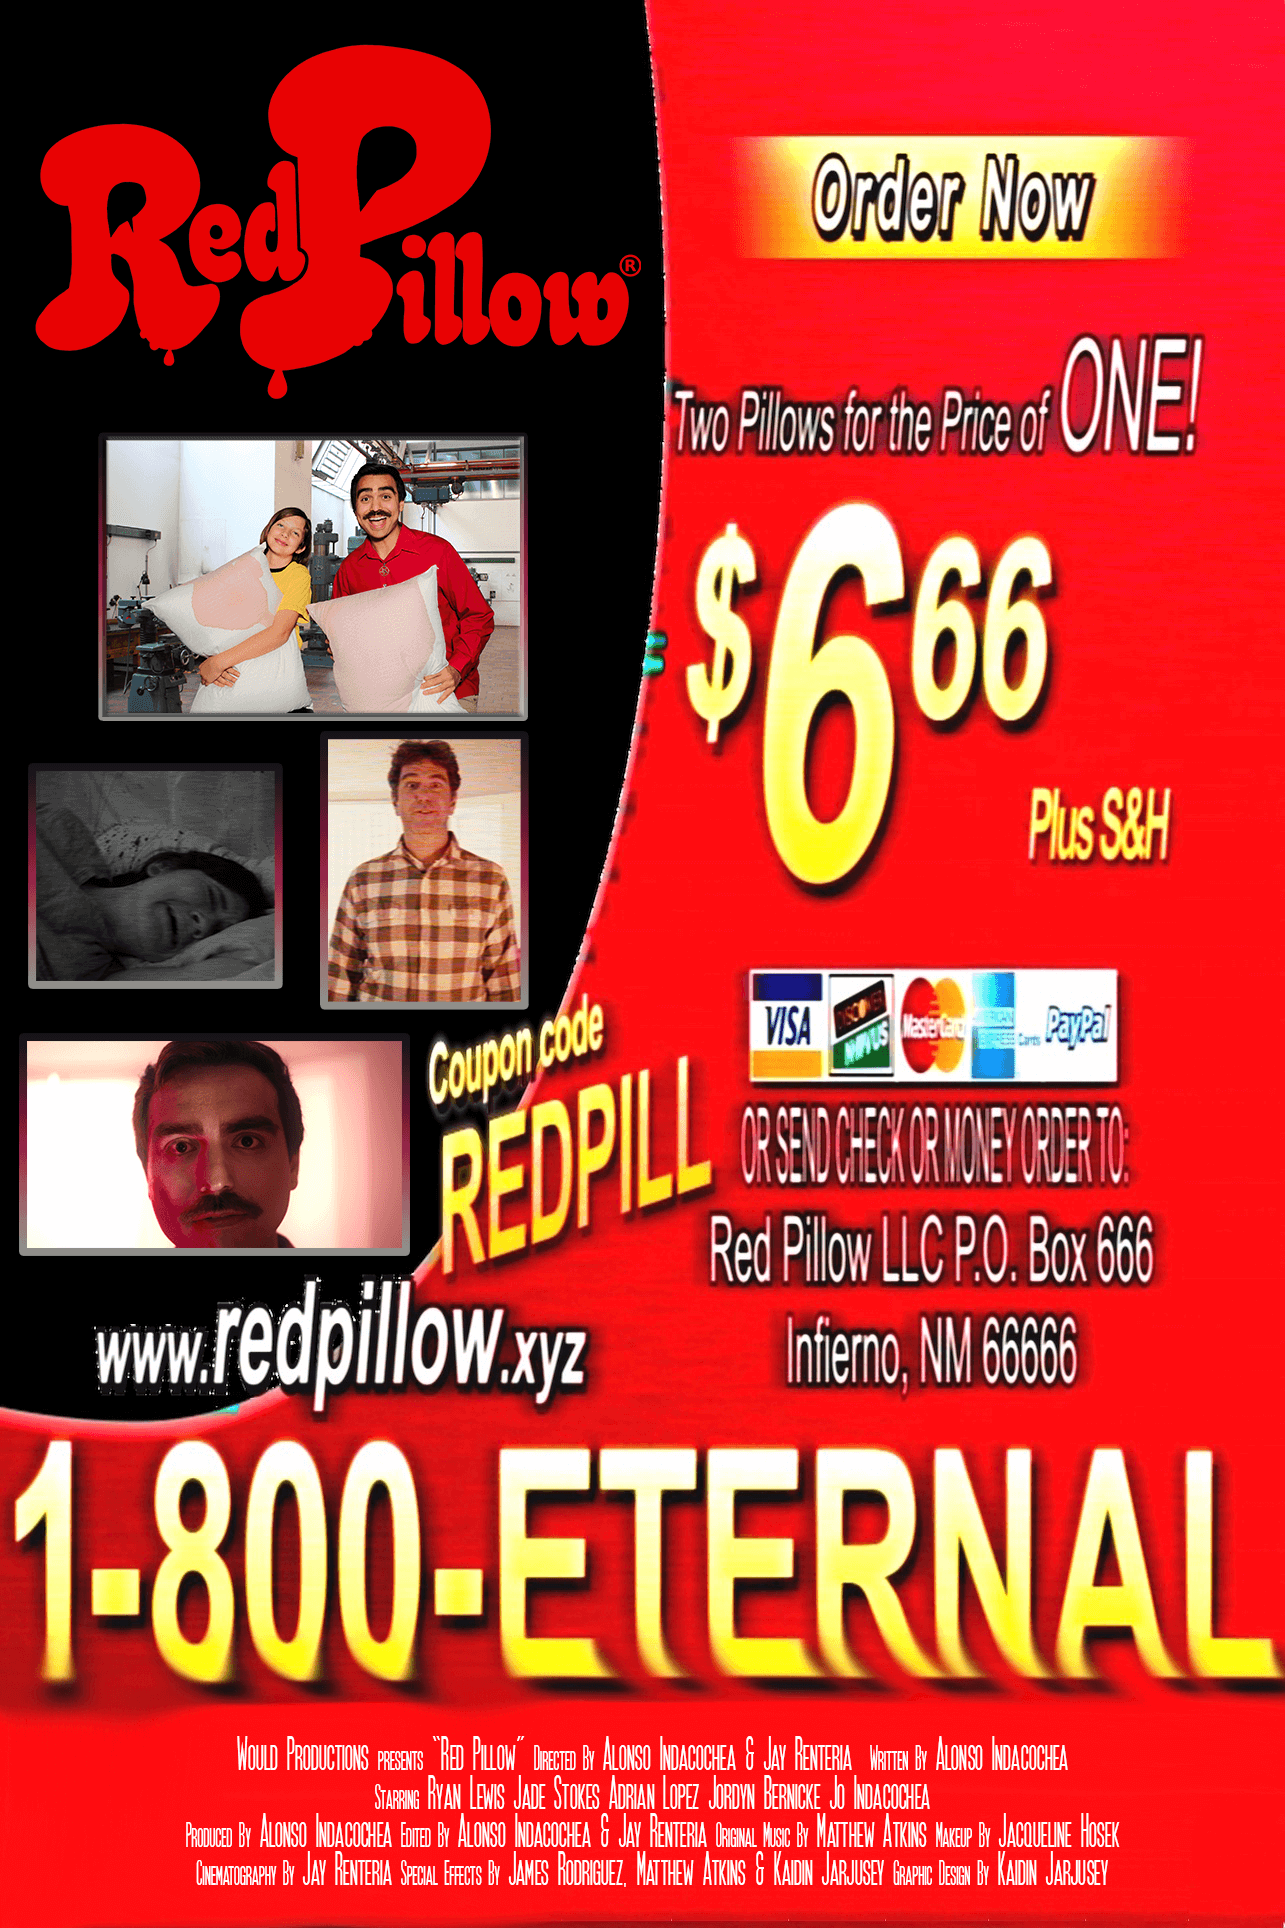 Red Pillow®
Order Now
Two Pillows for the Price of ONE!
$6 66
Plus S&H
VISA DISCOVER NOVUS MasterCard AMERICAN EXPRESS Cards PayPal
Coupon code
REDPILL
OR SEND CHECK OR MONEY ORDER TO:
Red Pillow LLC P.O. Box 666
Infierno, NM 66666
www.redpillow.xyz
1-800-ETERNAL
Would Productions presents "Red Pillow" Directed By Alonso Indacochea & Jay Renteria Written By Alonso Indacochea
Starring Ryan Lewis Jade Stokes Adrian Lopez Jordyn Bernicke Jo Indacochea
Produced By Alonso Indacochea Edited By Alonso Indacochea & Jay Renteria Original Music By Matthew Atkins Makeup By Jacqueline Hosek
Cinematography By Jay Renteria Special Effects By James Rodriguez, Matthew Atkins & Kaidin Jarjusey Graphic Design By Kaidin Jarjusey